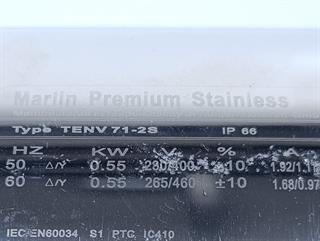 Marlin Premium Stainless
Type TENV 71-2S IP 66
HZ KW V % A
50 Δ/Y 0.55 230/400 ±10 1.92/1.11
60 Δ/Y 0.55 265/460 ±10 1.68/0.97
IEC-EN60034 S1 PTC IC410